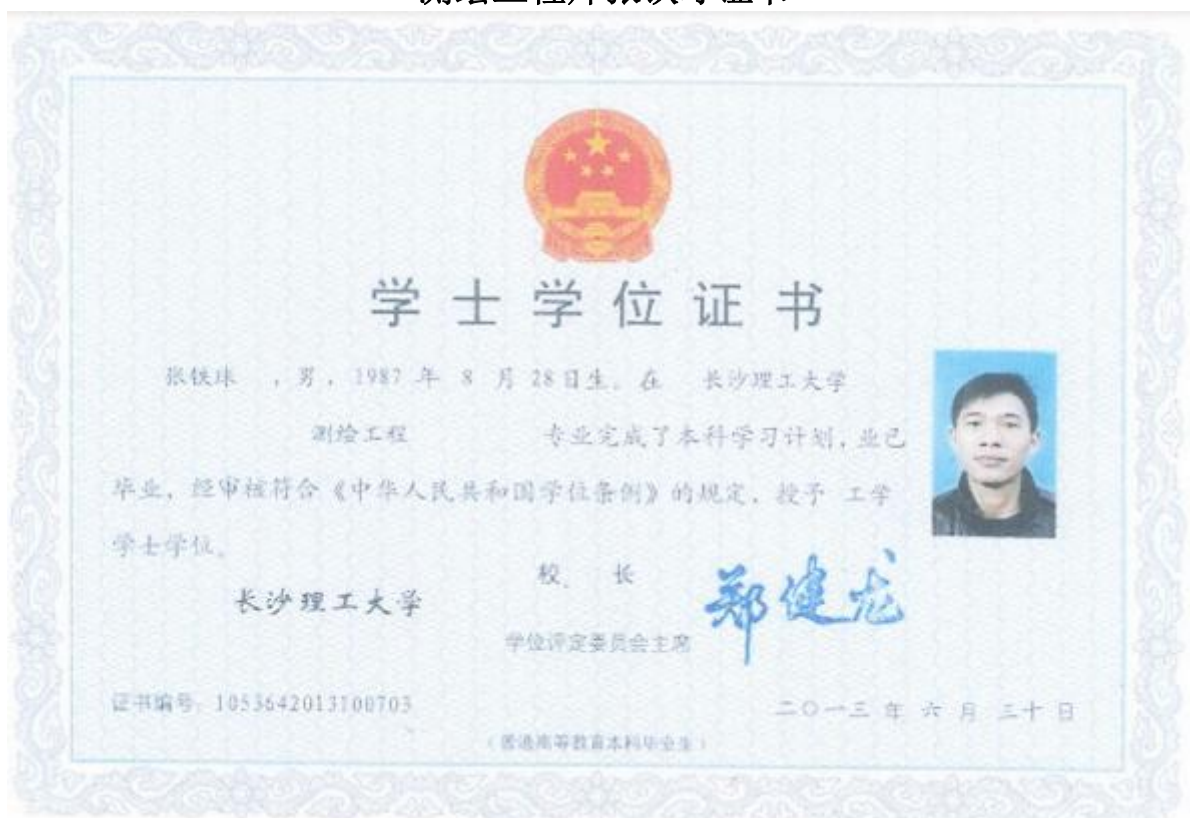 学士学位证书
张铁球 ，男，1987 年 8 月 28日生。在 长沙理工大学
测绘工程 专业完成了本科学习计划，业已
毕业，经审核符合《中华人民共和国学位条例》的规定，授予 工学
学士学位。
校 长 郑健龙
长沙理工大学
学位评定委员会主席
证书编号：1053642013100703
二〇一三 年 六 月 三十 日
（普通高等教育本科毕业生）